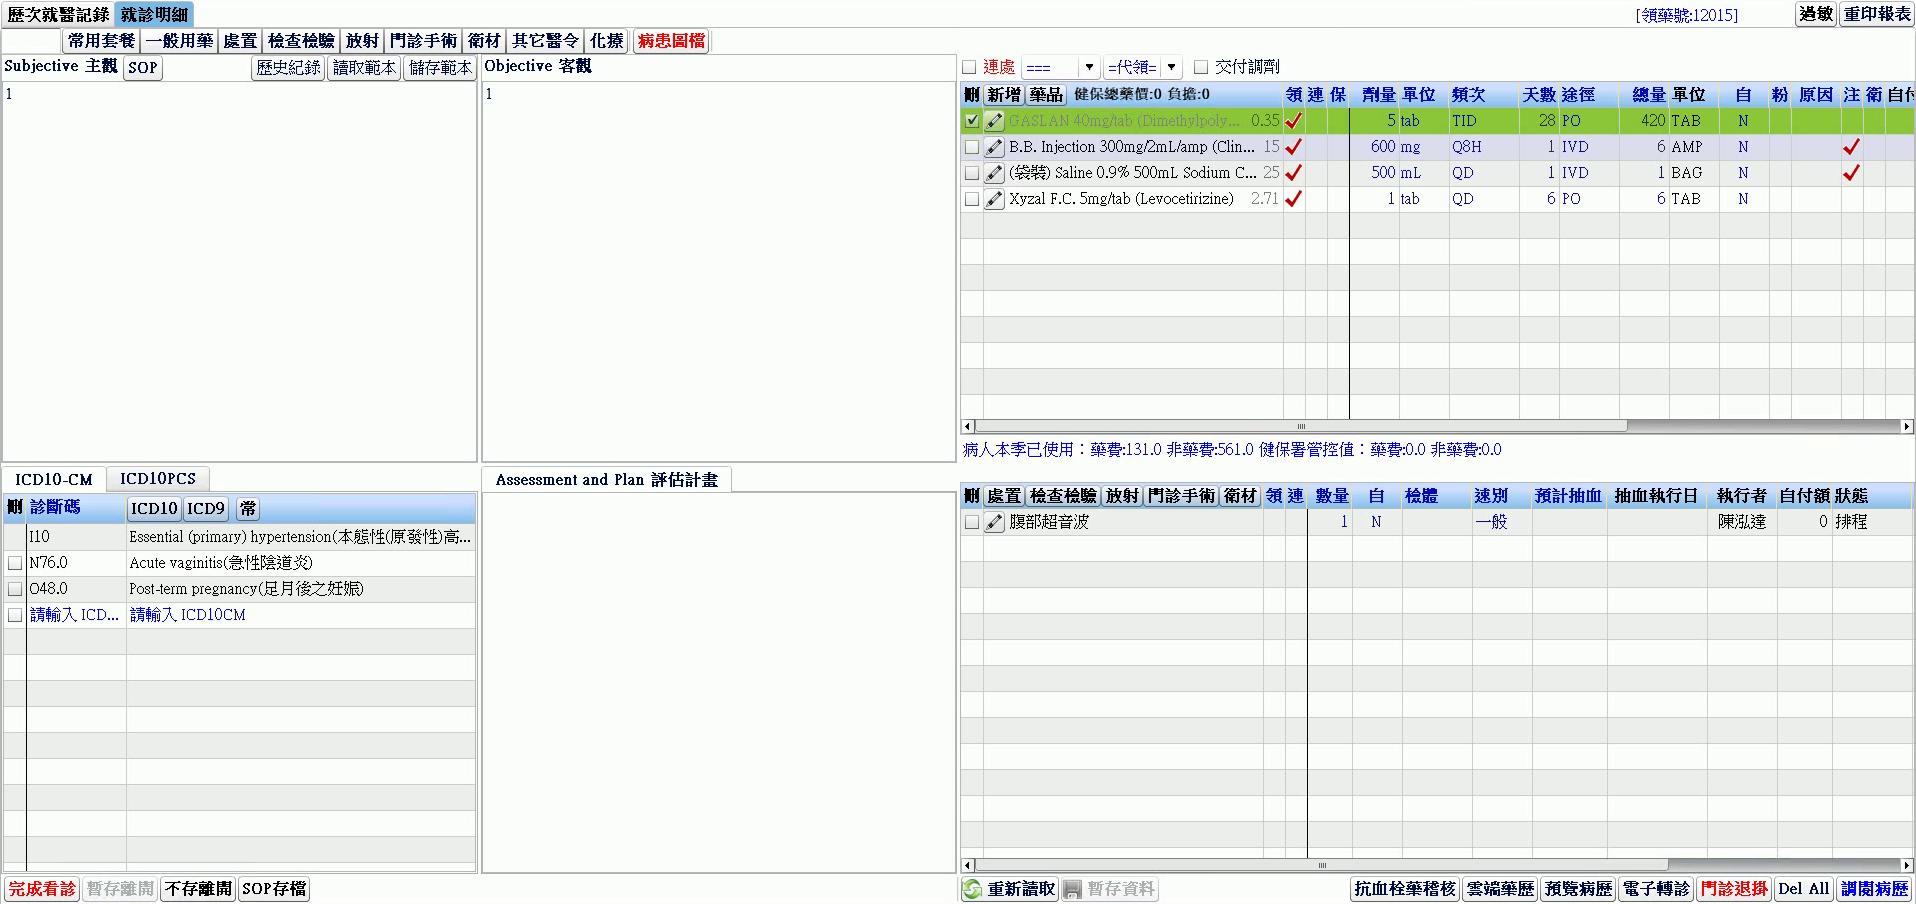 歷次就醫記錄 就診明細 [領藥號:12015] 過敏 重印報表
常用套餐 一般用藥 處置 檢查檢驗 放射 門診手術 衛材 其它醫令 化療 病患圖檔
Subjective 主觀 SOP 歷史紀錄 讀取範本 儲存範本
1
Objective 客觀
1
連處 === =代領= 交付調劑
刪 新增 藥品 健保總藥價:0 負擔:0 領 連 保 劑量 單位 頻次 天數 途徑 總量 單位 自 粉 原因 注 衛 自付
GASLAN 40mg/tab (Dimethylpoly... 0.35 5 tab TID 28 PO 420 TAB N
B.B. Injection 300mg/2mL/amp (Clin... 15 600 mg Q8H 1 IVD 6 AMP N
(袋裝) Saline 0.9% 500mL Sodium C... 25 500 mL QD 1 IVD 1 BAG N
Xyzal F.C. 5mg/tab (Levocetirizine) 2.71 1 tab QD 6 PO 6 TAB N
病人本季已使用：藥費:131.0 非藥費:561.0 健保署管控值：藥費:0.0 非藥費:0.0
ICD10-CM ICD10PCS
刪 診斷碼 ICD10 ICD9 常
I10 Essential (primary) hypertension(本態性(原發性)高...
N76.0 Acute vaginitis(急性陰道炎)
O48.0 Post-term pregnancy(足月後之妊娠)
請輸入 ICD... 請輸入 ICD10CM
Assessment and Plan 評估計畫
刪 處置 檢查檢驗 放射 門診手術 衛材 領 連 數量 自 檢體 速別 預計抽血 抽血執行日 執行者 自付額 狀態
腹部超音波 1 N 一般 陳泓達 0 排程
完成看診 暫存離開 不存離開 SOP存檔
重新讀取 暫存資料 抗血栓藥稽核 雲端藥歷 預覽病歷 電子轉診 門診退掛 Del All 調閱病歷